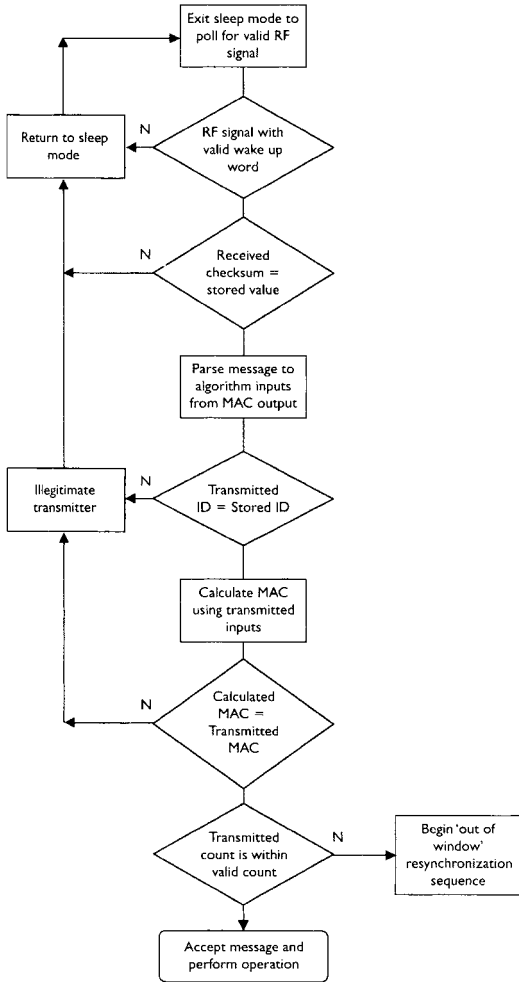 Exit sleep mode to
poll for valid RF
signal
N
Return to sleep
mode
RF signal with
valid wake up
word
N
Received
checksum =
stored value
Parse message to
algorithm inputs
from MAC output
Illegitimate
transmitter
N
Transmitted
ID = Stored ID
Calculate MAC
using transmitted
inputs
N
Calculated
MAC =
Transmitted
MAC
Transmitted
count is within
valid count
N
Begin 'out of
window'
resynchronization
sequence
Accept message and
perform operation